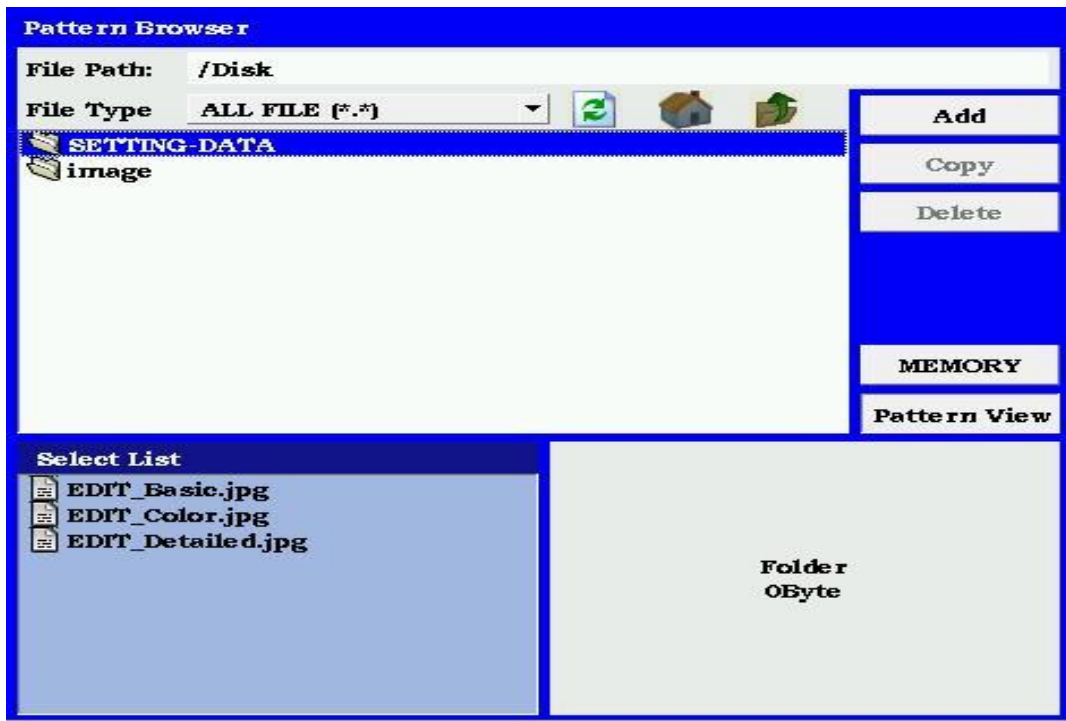 Pattern Browser
File Path: /Disk
File Type ALL FILE (*.*)
Add
SETTING-DATA
image
Copy
Delete
MEMORY
Pattern View
Select List
EDIT_Basic.jpg
EDIT_Color.jpg
EDIT_Detailed.jpg
Folder
0Byte